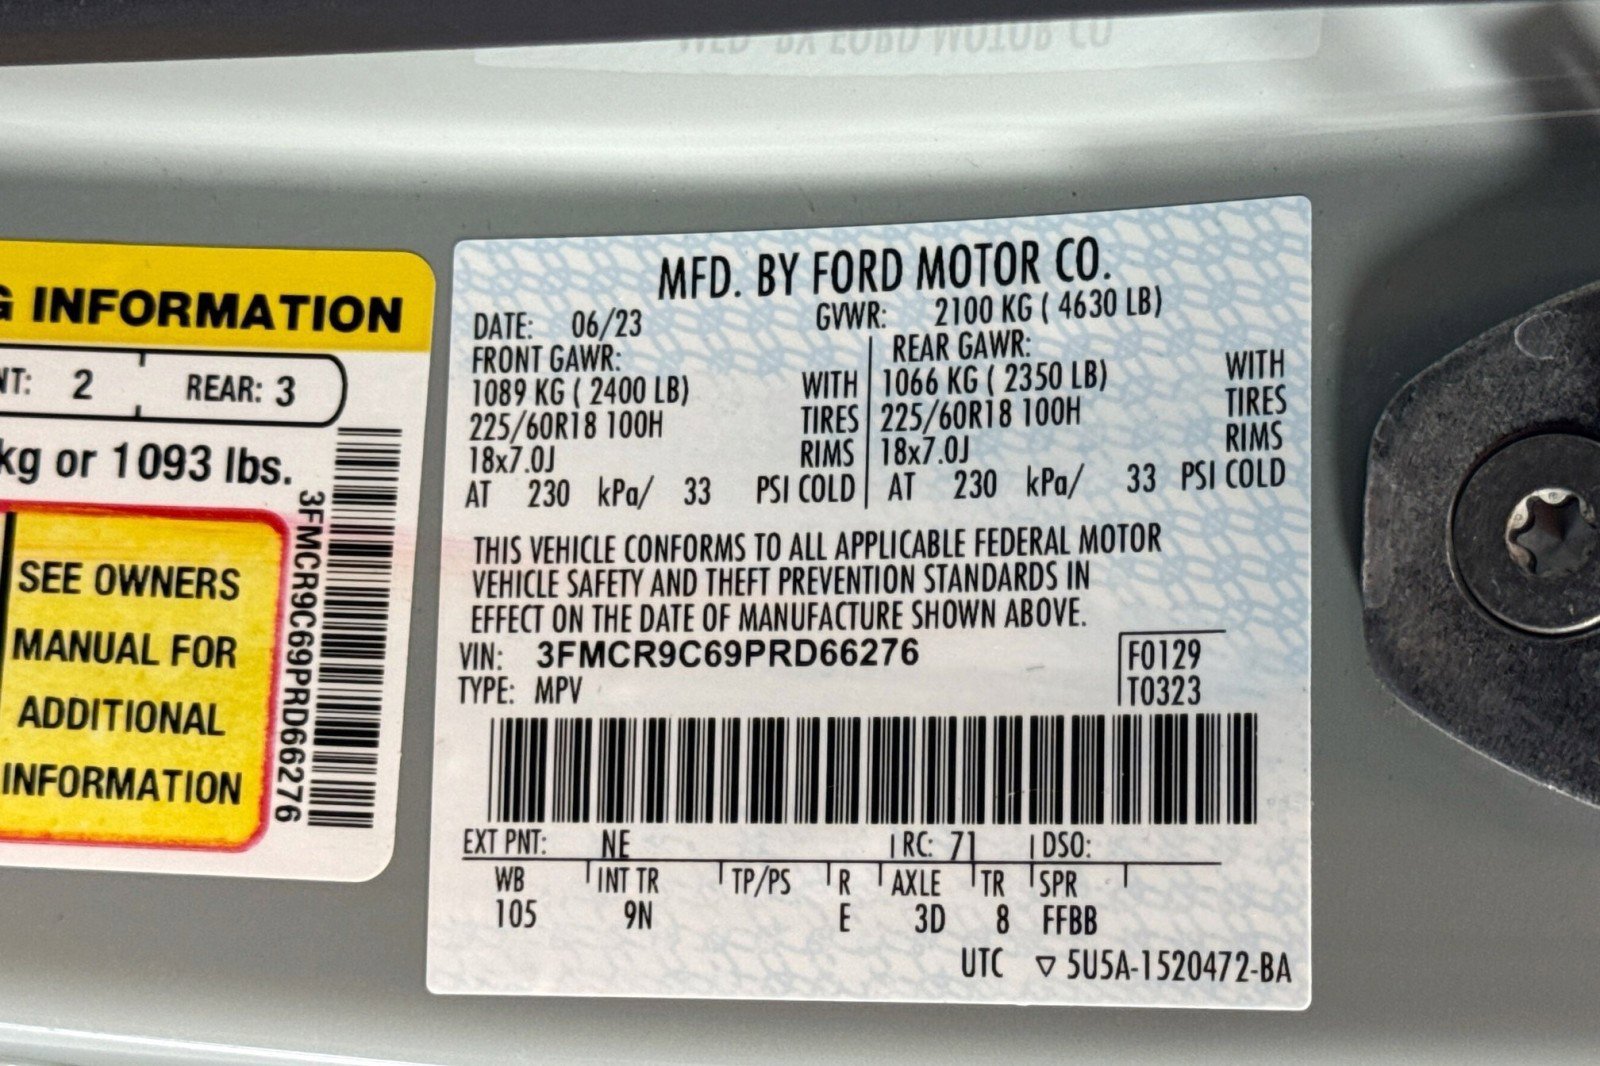 G INFORMATION
NT: 2 REAR: 3
kg or 1093 lbs.
SEE OWNERS
MANUAL FOR
ADDITIONAL
INFORMATION
3FMCR9C69PRD66276
MFD. BY FORD MOTOR CO.
DATE: 06/23 GVWR: 2100 KG ( 4630 LB)
FRONT GAWR: REAR GAWR:
1089 KG ( 2400 LB) WITH 1066 KG ( 2350 LB) WITH
225/60R18 100H TIRES 225/60R18 100H TIRES
18x7.0J RIMS 18x7.0J RIMS
AT 230 kPa/ 33 PSI COLD AT 230 kPa/ 33 PSI COLD
THIS VEHICLE CONFORMS TO ALL APPLICABLE FEDERAL MOTOR
VEHICLE SAFETY AND THEFT PREVENTION STANDARDS IN
EFFECT ON THE DATE OF MANUFACTURE SHOWN ABOVE.
VIN: 3FMCR9C69PRD66276 F0129
TYPE: MPV T0323
EXT PNT: NE RC: 71 DSO:
WB INT TR TP/PS R AXLE TR SPR
105 9N E 3D 8 FFBB
UTC ▽ 5U5A-1520472-BA